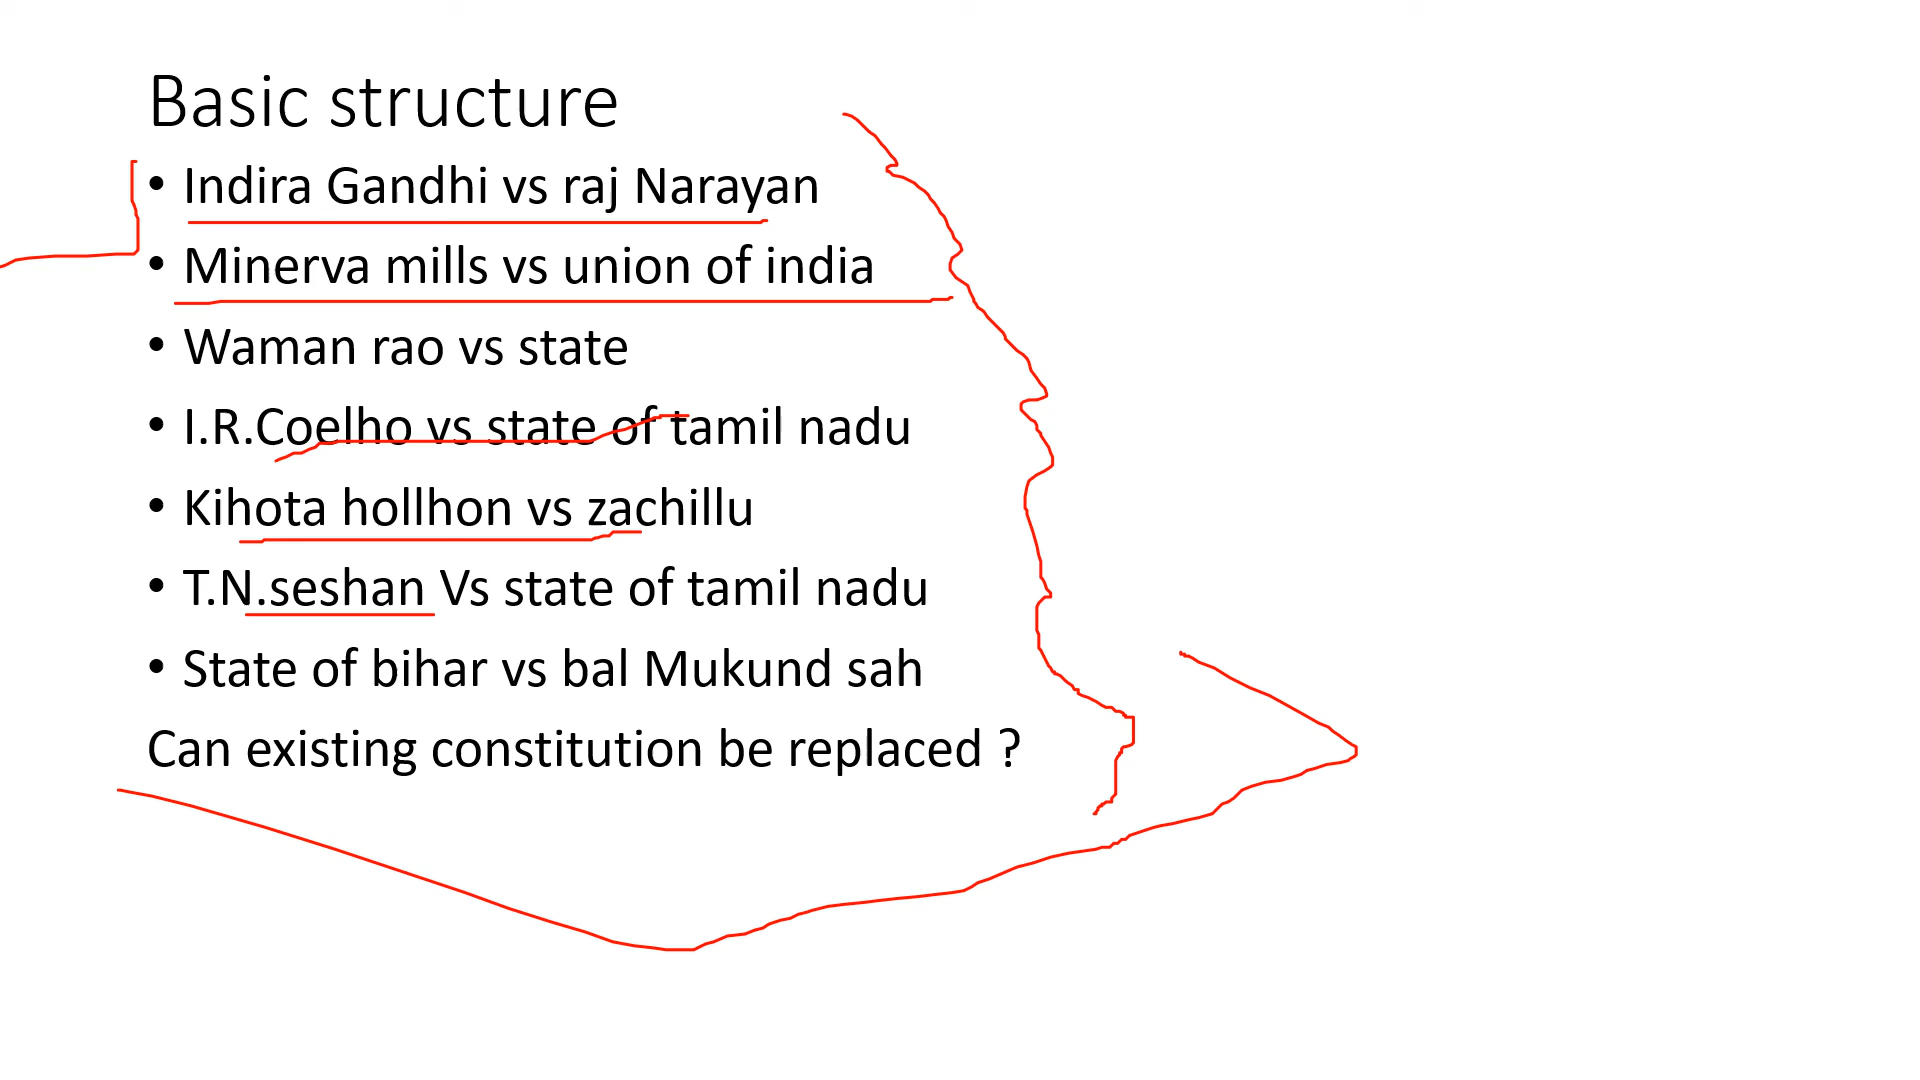 Basic structure
• Indira Gandhi vs raj Narayan
• Minerva mills vs union of india
• Waman rao vs state
• I.R.Coelho vs state of tamil nadu
• Kihota hollhon vs zachillu
• T.N.seshan Vs state of tamil nadu
• State of bihar vs bal Mukund sah
Can existing constitution be replaced ?